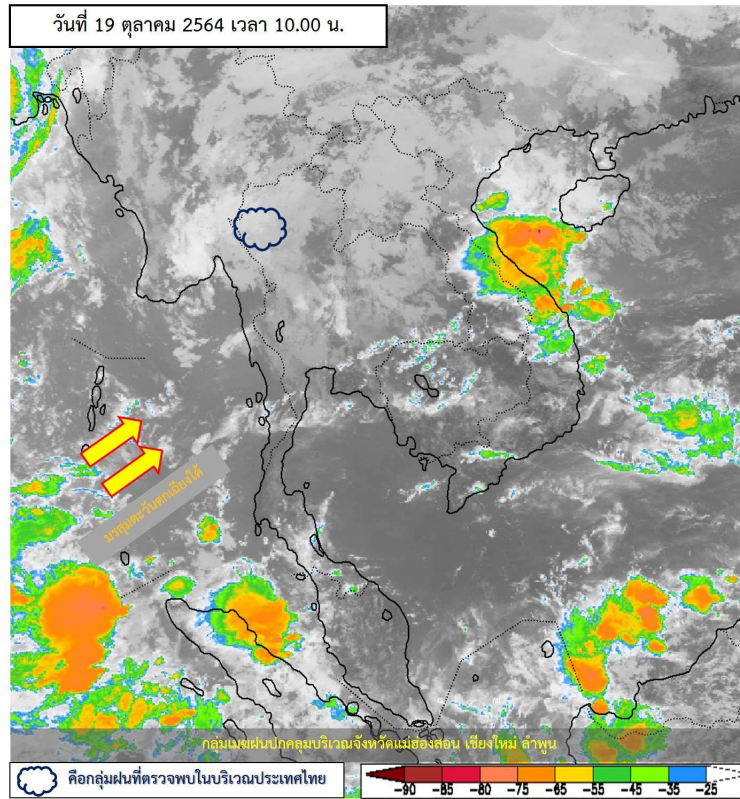 วันที่ 19 ตุลาคม 2564 เวลา 10.00 น.
มรสุมตะวันตกเฉียงใต้
กลุ่มเมฆฝนปกคลุมบริเวณจังหวัดแม่ฮ่องสอน เชียงใหม่ ลำพูน
คือกลุ่มฝนที่ตรวจพบในบริเวณประเทศไทย
-90 -85 -80 -75 -65 -55 -45 -35 -25